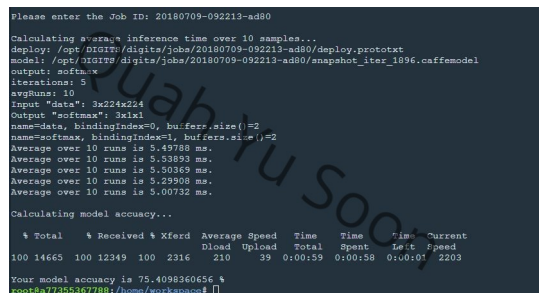 Please enter the Job ID: 20180709-092213-ad80
Calculating average inference time over 10 samples...
deploy: /opt/DIGITS/digits/jobs/20180709-092213-ad80/deploy.prototxt
model: /opt/DIGITS/digits/jobs/20180709-092213-ad80/snapshot_iter_1896.caffemodel
output: softmax
iterations: 5
avgRuns: 10
Input "data": 3x224x224
Output "softmax": 3x1x1
name=data, bindingIndex=0, buffers.size()=2
name=softmax, bindingIndex=1, buffers.size()=2
Average over 10 runs is 5.49788 ms.
Average over 10 runs is 5.53893 ms.
Average over 10 runs is 5.50369 ms.
Average over 10 runs is 5.29908 ms.
Average over 10 runs is 5.00732 ms.
Calculating model accuacy...
% Total % Received % Xferd Average Speed Time Time Time Current
Dload Upload Total Spent Left Speed
100 14665 100 12349 100 2316 210 39 0:00:59 0:00:58 0:00:01 2203
Your model accuacy is 75.4098360656 %
root@a77355367788:/home/workspace#
Quah Yu Soon